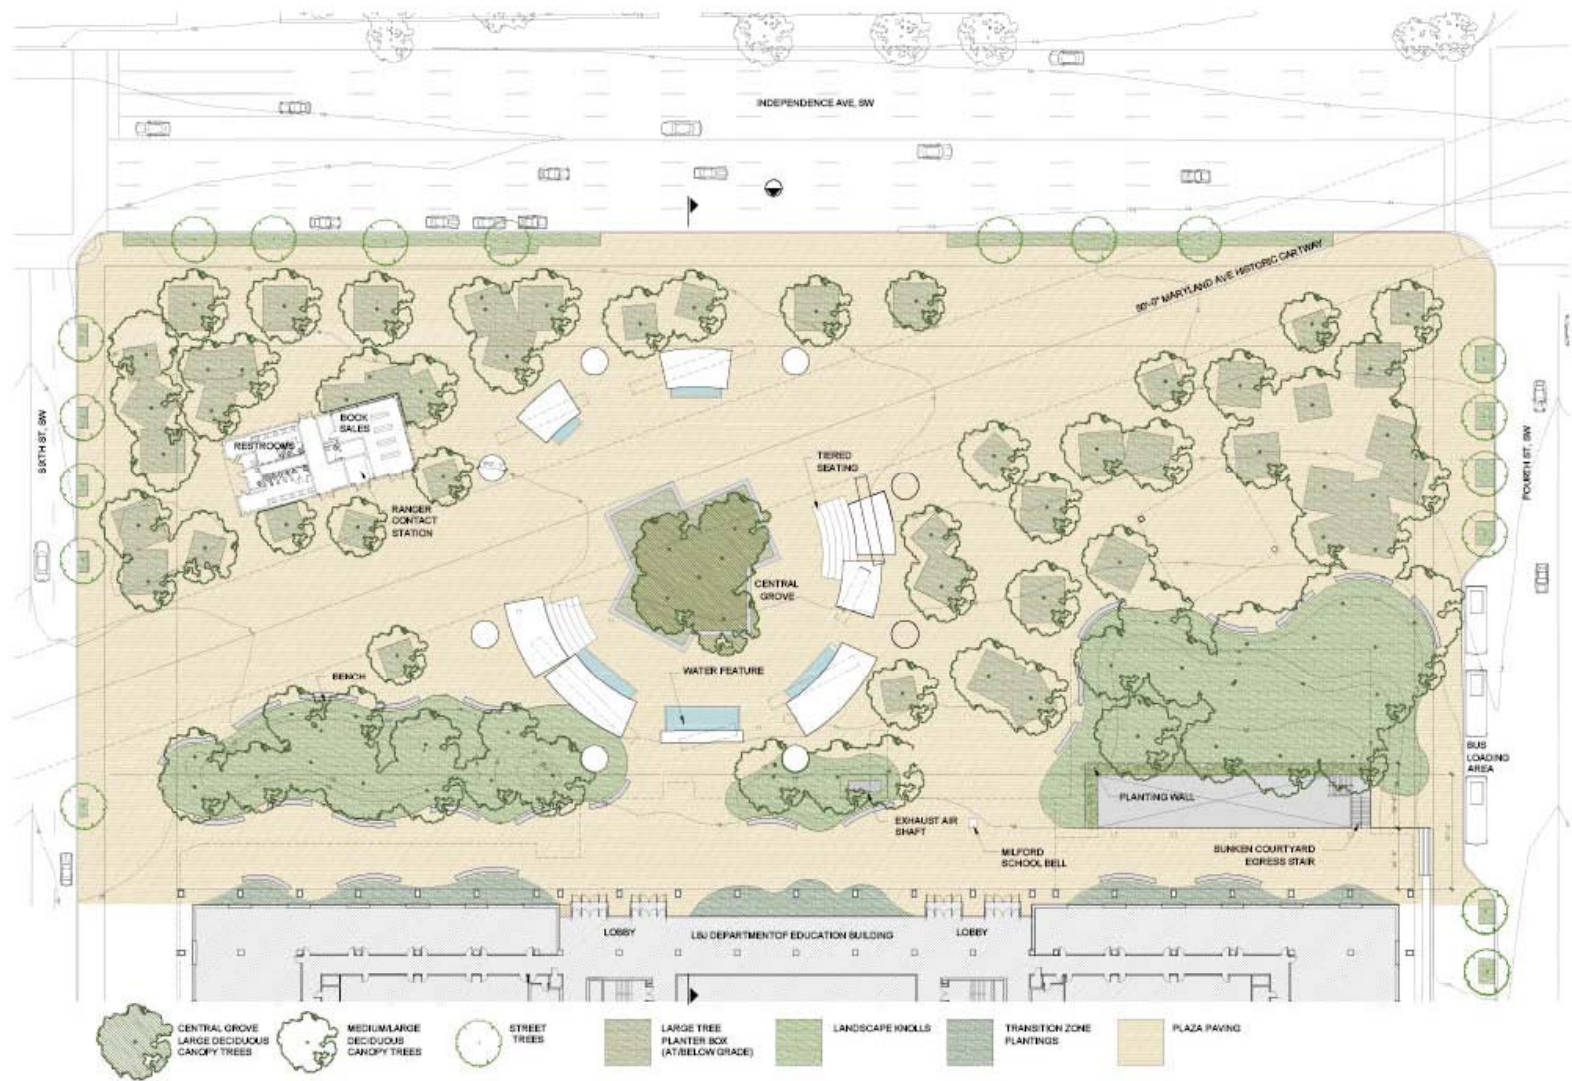 INDEPENDENCE AVE, SW
90'-0" MARYLAND AVE HISTORIC CARTWAY
SIXTH ST, SW
FOURTH ST, SW
BOOK
SALES
RESTROOMS
TIERED
SEATING
RANGER
CONTACT
STATION
CENTRAL
GROVE
WATER FEATURE
BENCH
BUS
LOADING
AREA
PLANTING WALL
EXHAUST AIR
SHAFT
MILFORD
SCHOOL BELL
SUNKEN COURTYARD
EGRESS STAIR
LOBBY
LBJ DEPARTMENTOF EDUCATION BUILDING
LOBBY
CENTRAL GROVE
LARGE DECIDUOUS
CANOPY TREES
MEDIUM/LARGE
DECIDUOUS
CANOPY TREES
STREET
TREES
LARGE TREE
PLANTER BOX
(AT/BELOW GRADE)
LANDSCAPE KNOLLS
TRANSITION ZONE
PLANTINGS
PLAZA PAVING